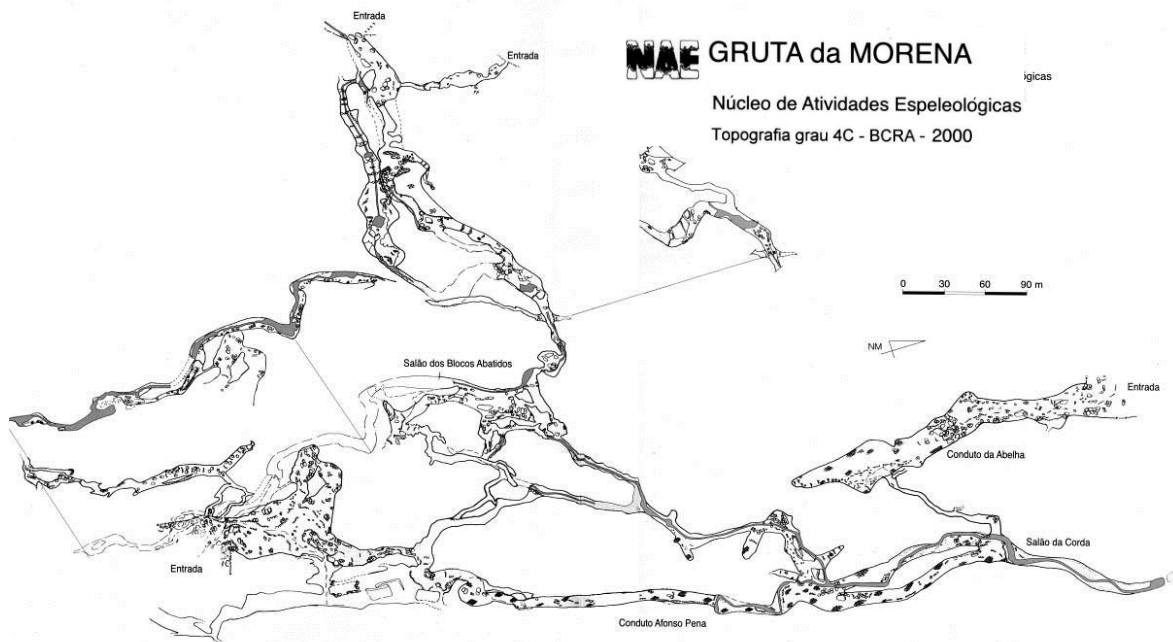 Entrada
Entrada
NAE GRUTA da MORENA
ógicas
Núcleo de Atividades Espeleológicas
Topografia grau 4C - BCRA - 2000
0 30 60 90 m
NM
Salão dos Blocos Abatidos
Entrada
Conduto da Abelha
Salão da Corda
Entrada
Conduto Afonso Pena